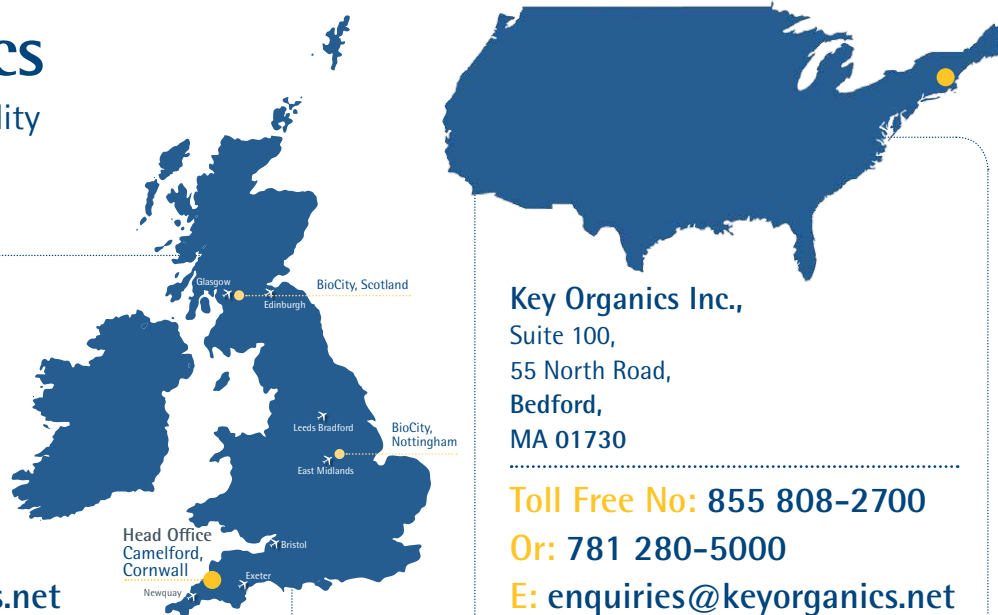 cs
lity
Glasgow
Edinburgh
BioCity, Scotland
Leeds Bradford
BioCity,
Nottingham
East Midlands
Head Office
Camelford,
Cornwall
Bristol
Exeter
Newquay
s.net
Key Organics Inc.,
Suite 100,
55 North Road,
Bedford,
MA 01730
Toll Free No: 855 808-2700
Or: 781 280-5000
E: enquiries@keyorganics.net